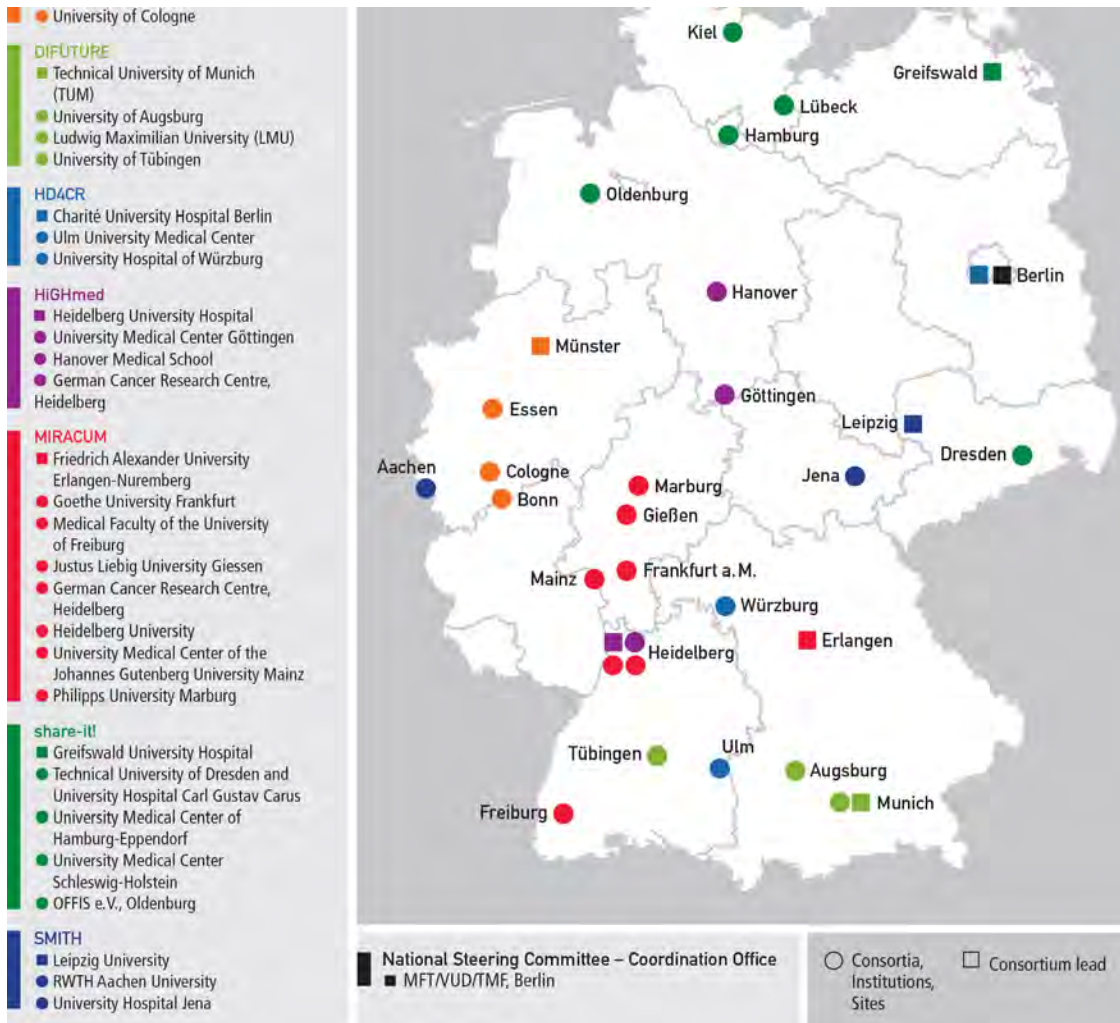 University of Cologne
DIFUTURE
Technical University of Munich
(TUM)
University of Augsburg
Ludwig Maximilian University (LMU)
University of Tübingen
HD4CR
Charité University Hospital Berlin
Ulm University Medical Center
University Hospital of Würzburg
HiGHmed
Heidelberg University Hospital
University Medical Center Göttingen
Hanover Medical School
German Cancer Research Centre,
Heidelberg
MIRACUM
Friedrich Alexander University
Erlangen-Nuremberg
Goethe University Frankfurt
Medical Faculty of the University
of Freiburg
Justus Liebig University Giessen
German Cancer Research Centre,
Heidelberg
Heidelberg University
University Medical Center of the
Johannes Gutenberg University Mainz
Philipps University Marburg
share-it!
Greifswald University Hospital
Technical University of Dresden and
University Hospital Carl Gustav Carus
University Medical Center of
Hamburg-Eppendorf
University Medical Center
Schleswig-Holstein
OFFIS e.V., Oldenburg
SMITH
Leipzig University
RWTH Aachen University
University Hospital Jena
Kiel
Greifswald
Lübeck
Hamburg
Oldenburg
Berlin
Hanover
Münster
Göttingen
Essen
Leipzig
Dresden
Aachen
Cologne
Jena
Marburg
Bonn
Gießen
Frankfurt a.M.
Mainz
Würzburg
Erlangen
Heidelberg
Ulm
Tübingen
Augsburg
Munich
Freiburg
National Steering Committee – Coordination Office
MFT/VUD/TMF, Berlin
Consortia,
Institutions,
Sites
Consortium lead